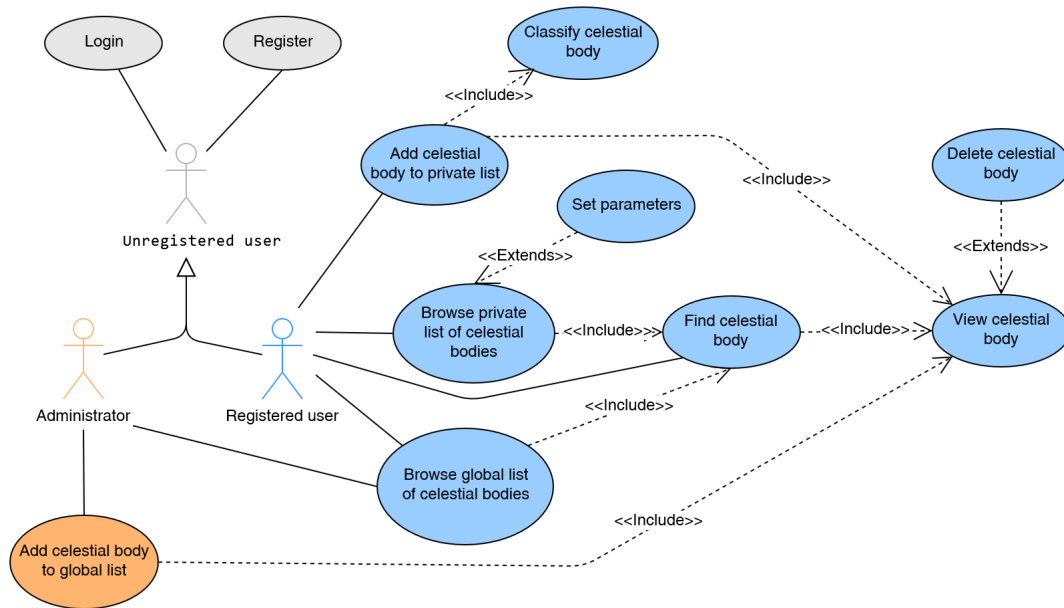 Login
Register
Classify celestial
body
<<Include>>
Add celestial
body to private list
Delete celestial
body
<<Include>>
Set parameters
Unregistered user
<<Extends>>
<<Extends>>
Browse private
list of celestial
bodies
<<Include>>
Find celestial
body
<<Include>>
View celestial
body
Administrator
Registered user
<<Include>>
Browse global list
of celestial bodies
<<Include>>
Add celestial body
to global list